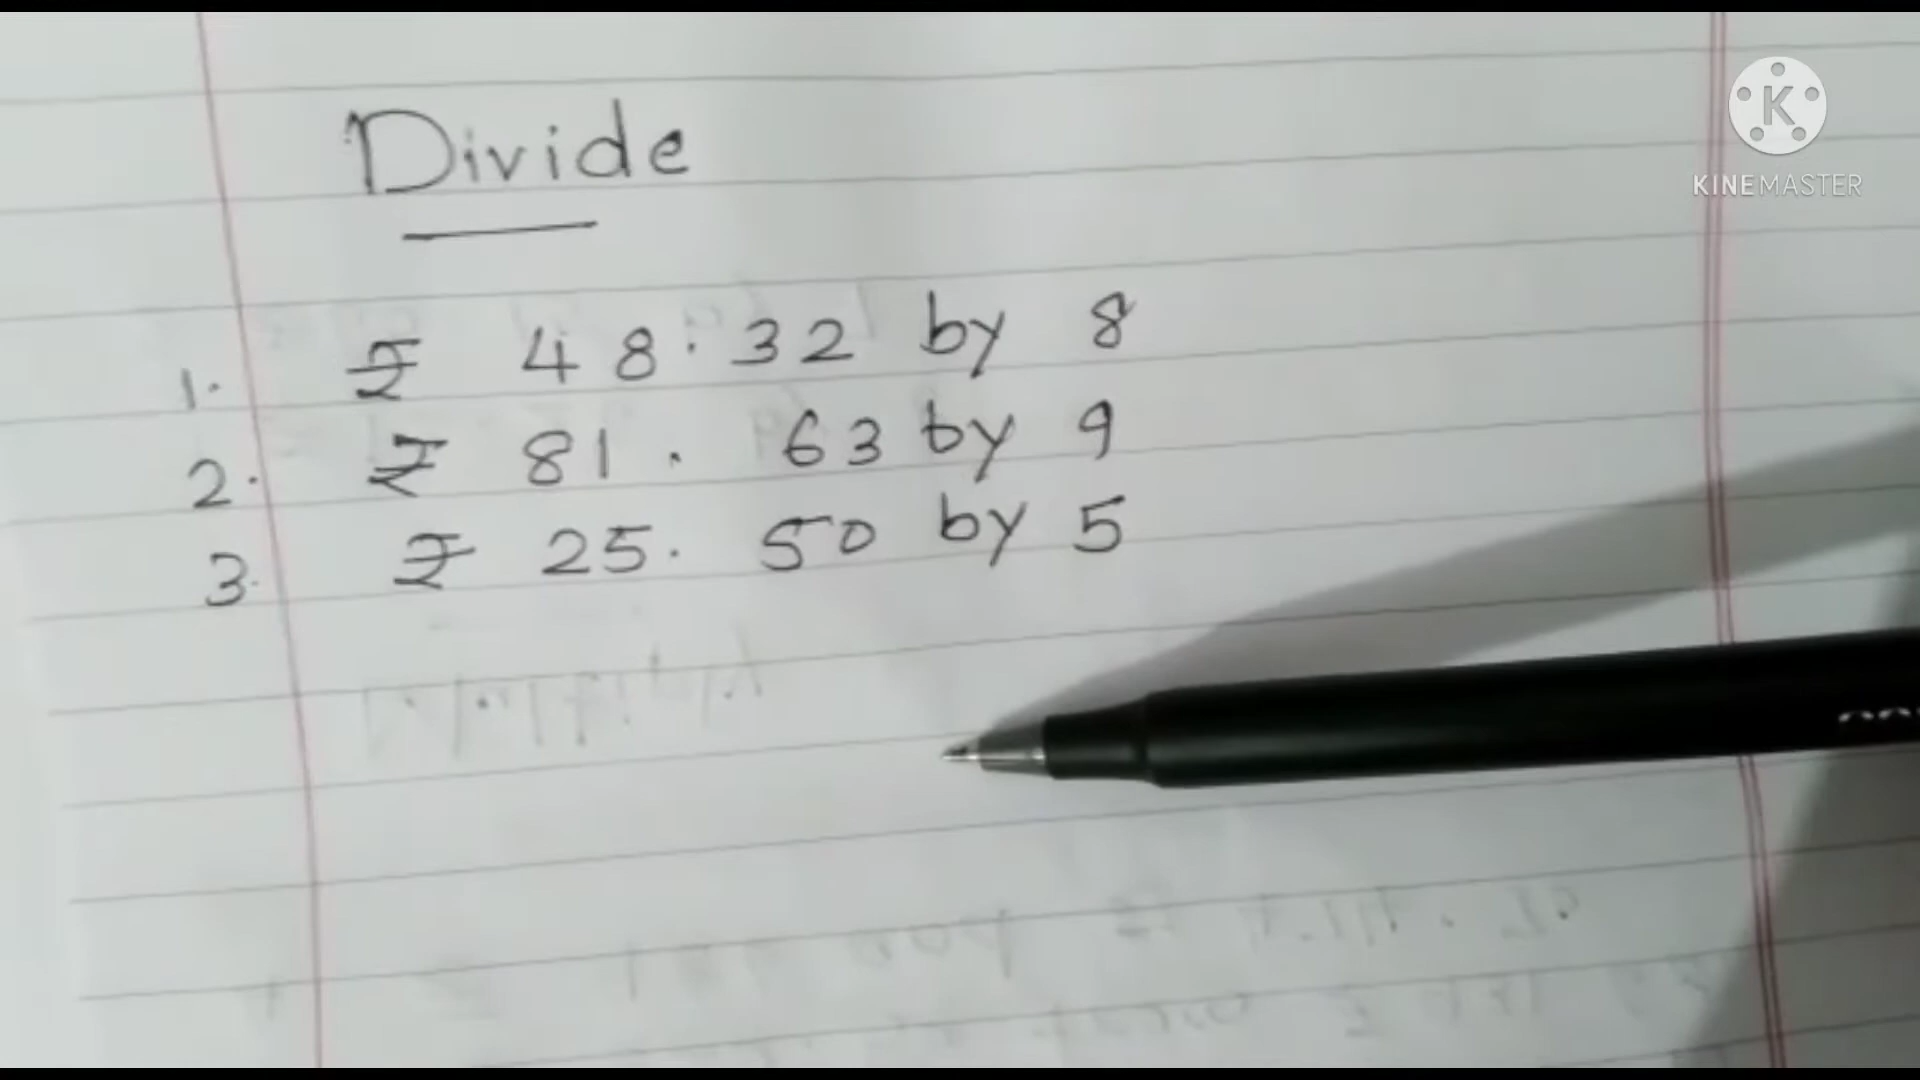 Divide
1. ₹ 48.32 by 8
2. ₹ 81.63 by 9
3. ₹ 25.50 by 5
K
KINEMASTER